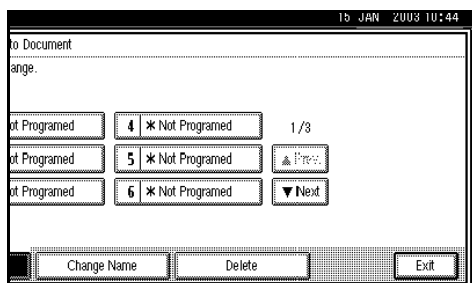 15 JAN 2003 10:44
to Document
ange.
ot Programed 4 * Not Programed 1/3
ot Programed 5 * Not Programed ▲ Prev.
ot Programed 6 * Not Programed ▼ Next
Change Name Delete Exit